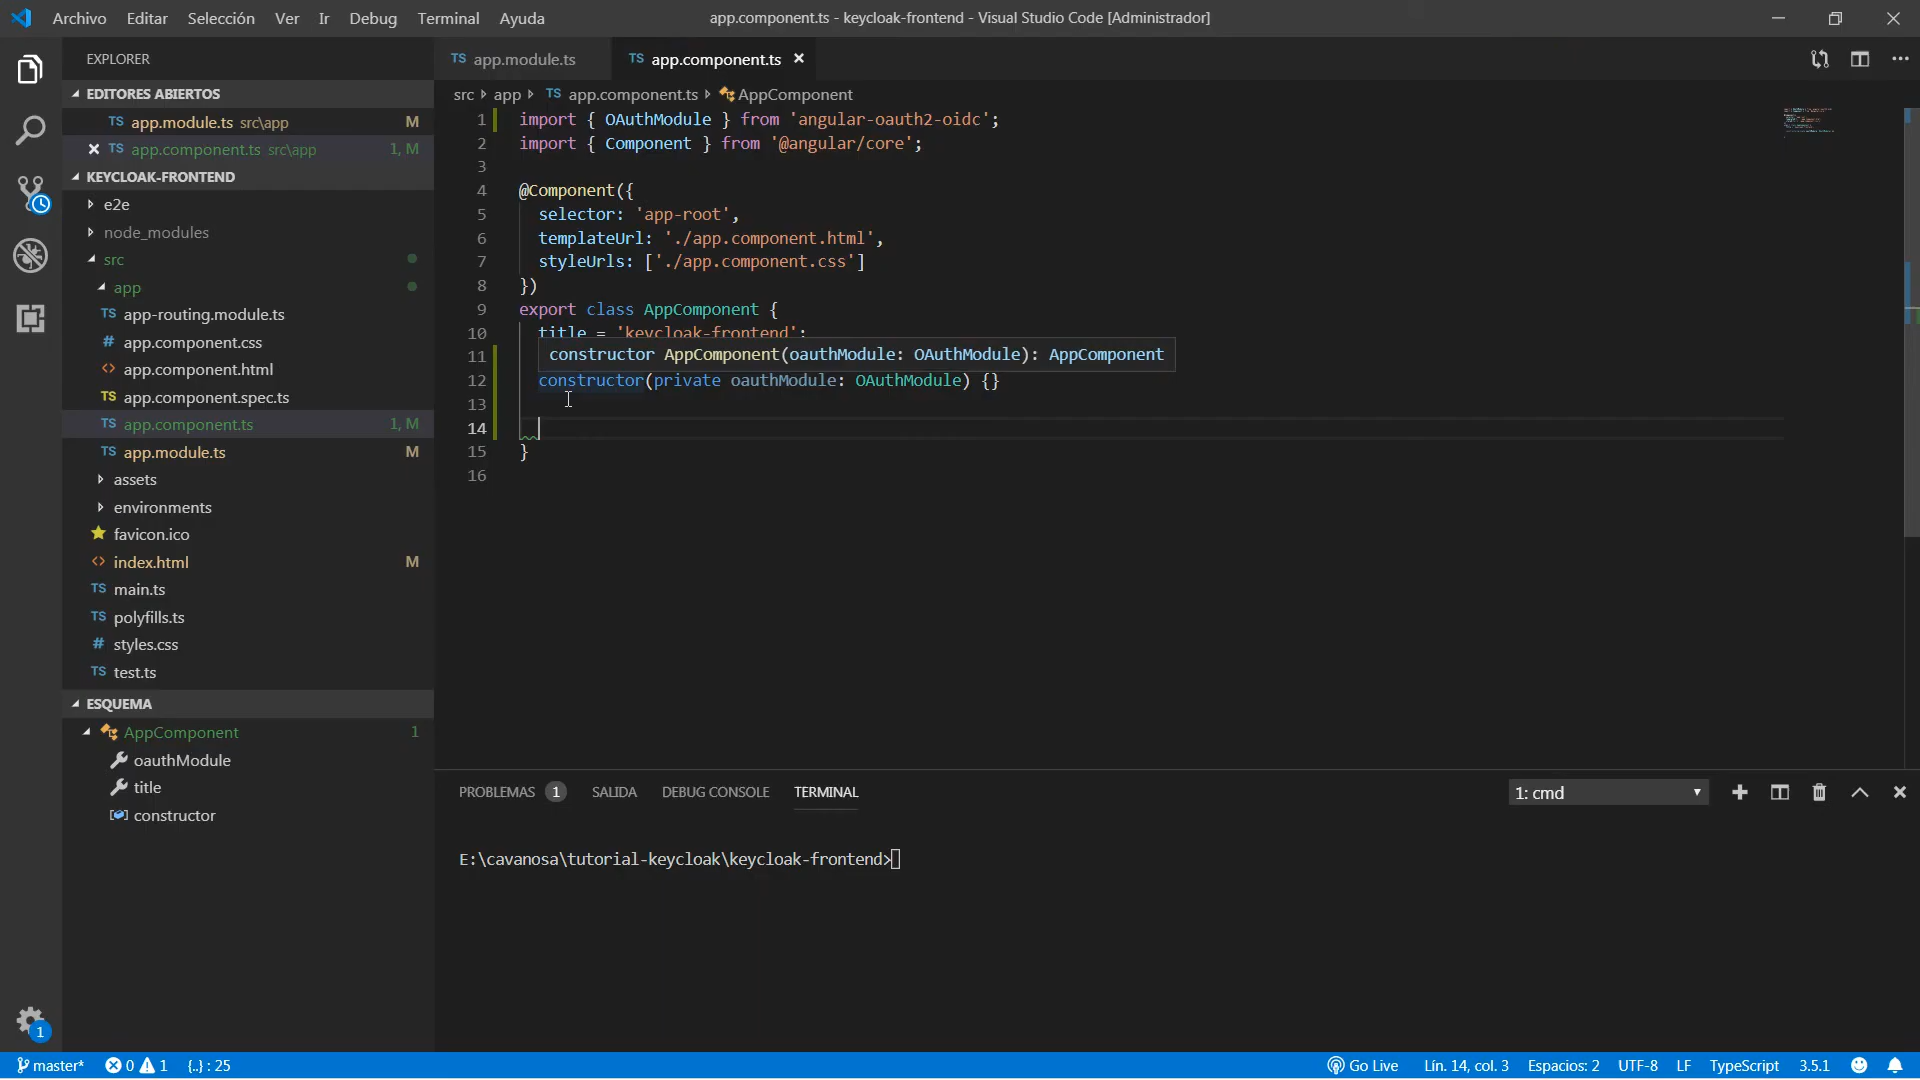 Archivo Editar Selección Ver Ir Debug Terminal Ayuda
app.component.ts - keycloak-frontend - Visual Studio Code [Administrador]
EXPLORER
EDITORES ABIERTOS
TS app.module.ts src\app M
TS app.component.ts src\app 1, M
KEYCLOAK-FRONTEND
e2e
node_modules
src
app
TS app-routing.module.ts
# app.component.css
<> app.component.html
TS app.component.spec.ts
TS app.component.ts 1, M
TS app.module.ts M
assets
environments
favicon.ico
<> index.html M
TS main.ts
TS polyfills.ts
# styles.css
TS test.ts
ESQUEMA
AppComponent 1
oauthModule
title
constructor
1
TS app.module.ts
TS app.component.ts
src app TS app.component.ts AppComponent
1 import { OAuthModule } from 'angular-oauth2-oidc';
2 import { Component } from '@angular/core';
3
4 @Component({
5 selector: 'app-root',
6 templateUrl: './app.component.html',
7 styleUrls: ['./app.component.css']
8 })
9 export class AppComponent {
10 title = 'keycloak-frontend';
11
constructor AppComponent(oauthModule: OAuthModule): AppComponent
12 constructor(private oauthModule: OAuthModule) {}
13
14
15 }
16
PROBLEMAS 1 SALIDA DEBUG CONSOLE TERMINAL
1: cmd
E:\cavanosa\tutorial-keycloak\keycloak-frontend>
master* 0 1 {..} : 25
Go Live Lín. 14, col. 3 Espacios: 2 UTF-8 LF TypeScript 3.5.1